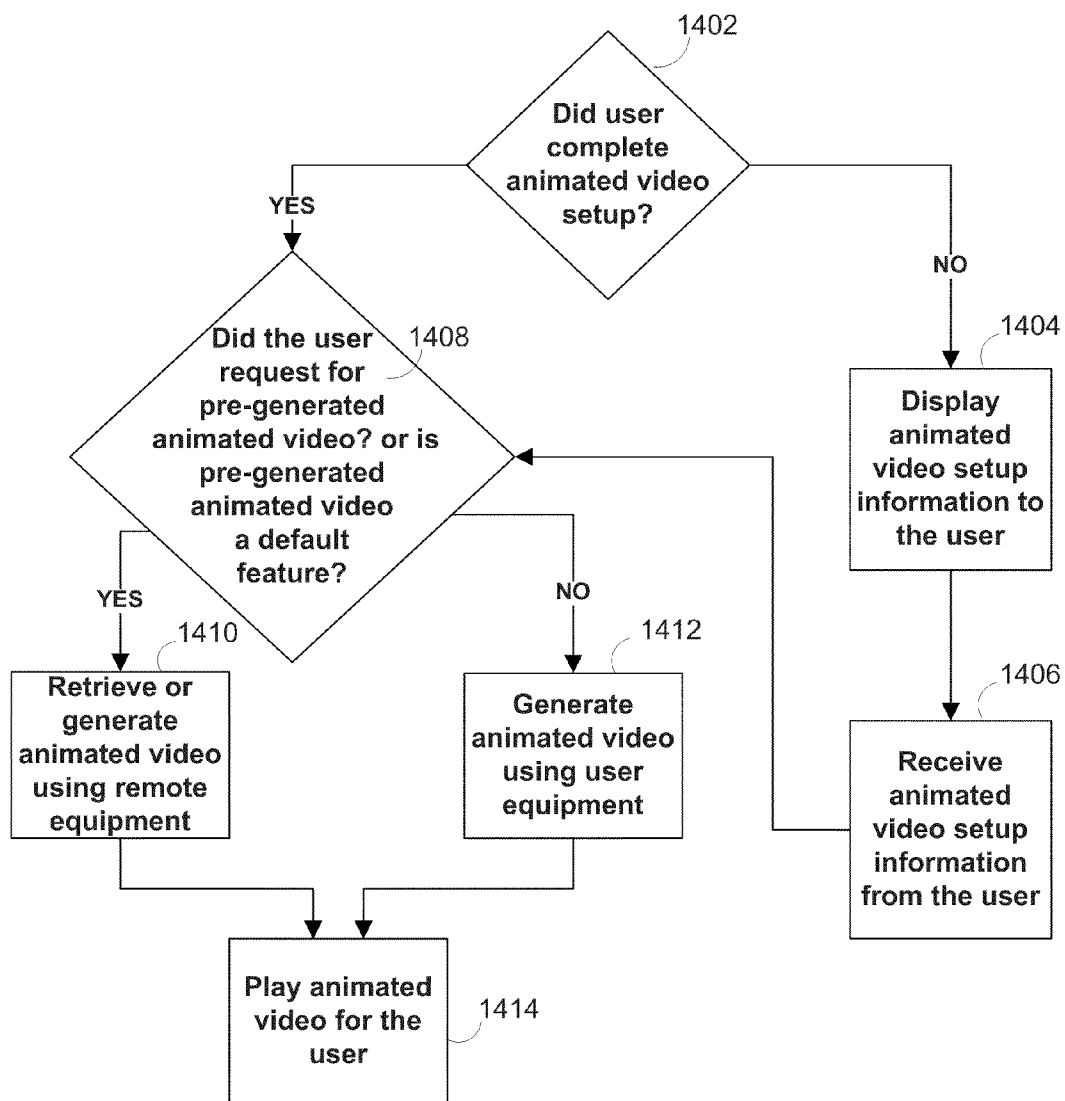 1402
Did user
complete
animated video
setup?
YES
NO
1408
Did the user
request for
pre-generated
animated video? or is
pre-generated
animated video
a default
feature?
1404
Display
animated
video setup
information to
the user
YES
NO
1410
Retrieve or
generate
animated video
using remote
equipment
1412
Generate
animated video
using user
equipment
1406
Receive
animated
video setup
information
from the user
Play animated
video for the
user
1414